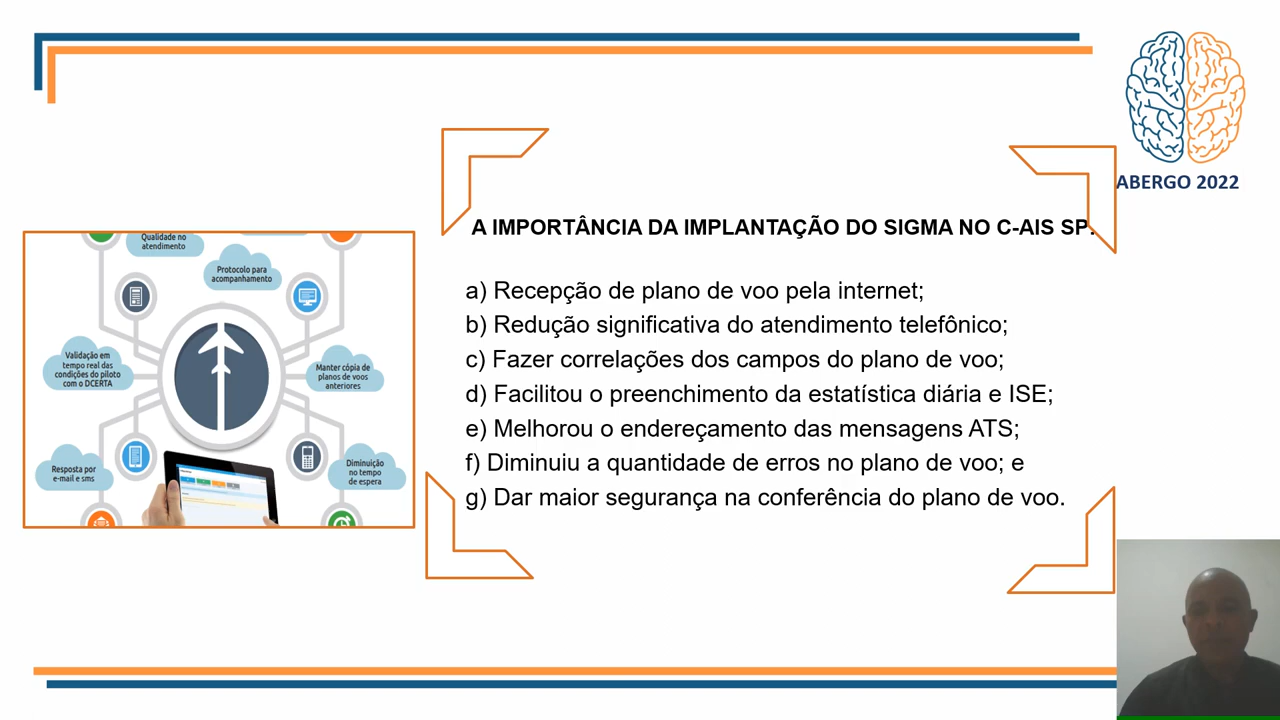 ABERGO 2022
A IMPORTÂNCIA DA IMPLANTAÇÃO DO SIGMA NO C-AIS SP.
a) Recepção de plano de voo pela internet;
b) Redução significativa do atendimento telefônico;
c) Fazer correlações dos campos do plano de voo;
d) Facilitou o preenchimento da estatística diária e ISE;
e) Melhorou o endereçamento das mensagens ATS;
f) Diminuiu a quantidade de erros no plano de voo; e
g) Dar maior segurança na conferência do plano de voo.
Qualidade no
atendimento
Protocolo para
acompanhamento
Validação em
tempo real das
condições do piloto
com o DCERTA
Manter cópia de
planos de voos
anteriores
Resposta por
e-mail e sms
Diminuição
no tempo
de espera